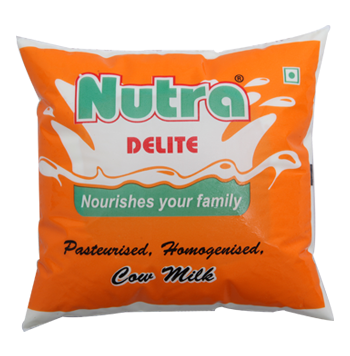 Nutra®
DELITE
Nourishes your family
Pasteurised, Homogenised,
Cow Milk